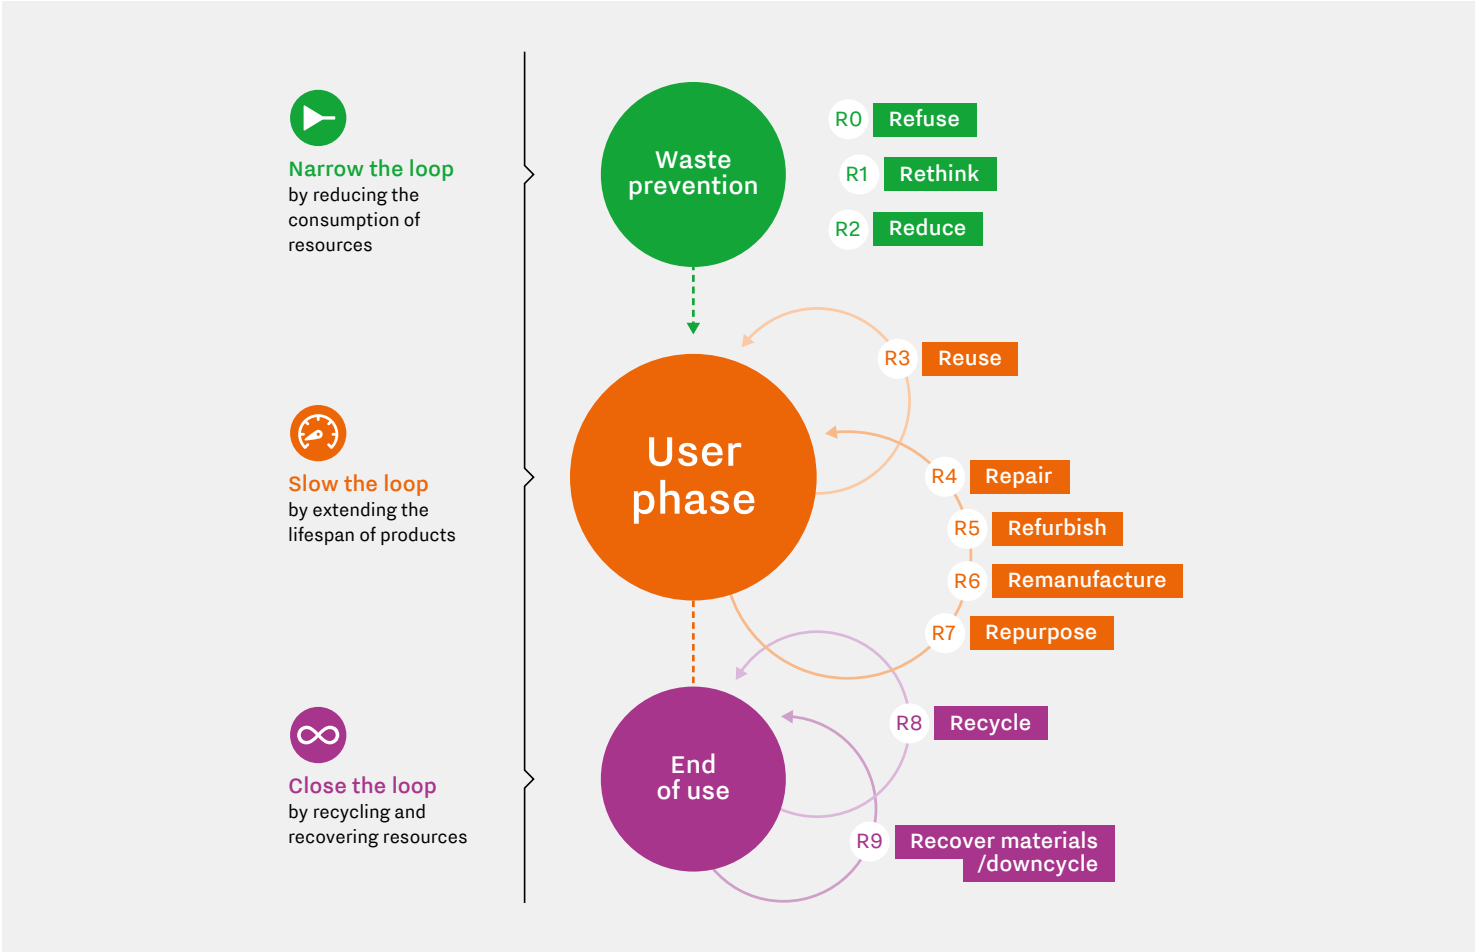 Narrow the loop
by reducing the
consumption of
resources
Waste
prevention
R0 Refuse
R1 Rethink
R2 Reduce
Slow the loop
by extending the
lifespan of products
User
phase
R3 Reuse
R4 Repair
R5 Refurbish
R6 Remanufacture
R7 Repurpose
Close the loop
by recycling and
recovering resources
End
of use
R8 Recycle
R9 Recover materials
/downcycle